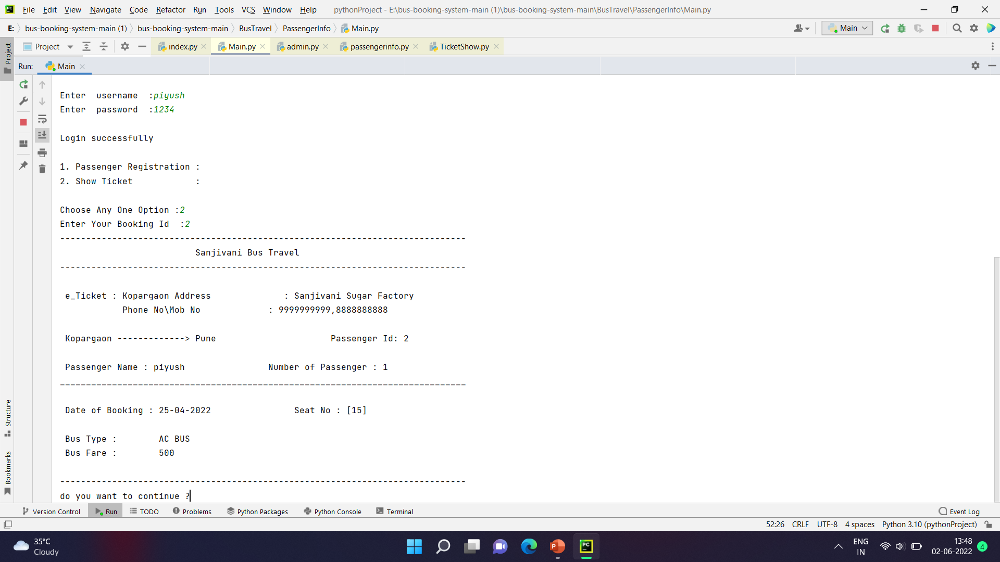 File Edit View Navigate Code Refactor Run Tools VCS Window Help pythonProject - E:\bus-booking-system-main (1)\bus-booking-system-main\BusTravel\PassengerInfo\Main.py
E: bus-booking-system-main (1) bus-booking-system-main BusTravel PassengerInfo Main.py Main
Project index.py Main.py admin.py passengerinfo.py TicketShow.py
Project
Run: Main
Enter  username  :piyush
Enter  password  :1234
Login successfully
1. Passenger Registration :
2. Show Ticket            :
Choose Any One Option :2
Enter Your Booking Id  :2
------------------------------------------------------------------------------
Sanjivani Bus Travel
------------------------------------------------------------------------------
e_Ticket : Kopargaon Address              : Sanjivani Sugar Factory
Phone No\Mob No             : 9999999999,8888888888
Kopargaon -------------> Pune                      Passenger Id: 2
Passenger Name : piyush                Number of Passenger : 1
______________________________________________________________________________
Date of Booking : 25-04-2022                Seat No : [15]
Bus Type :        AC BUS
Bus Fare :        500
------------------------------------------------------------------------------
do you want to continue ?
Structure
Bookmarks
Version Control Run TODO Problems Python Packages Python Console Terminal Event Log
52:26 CRLF UTF-8 4 spaces Python 3.10 (pythonProject)
35°C
Cloudy
P
PC
ENG
IN
13:48
02-06-2022
4